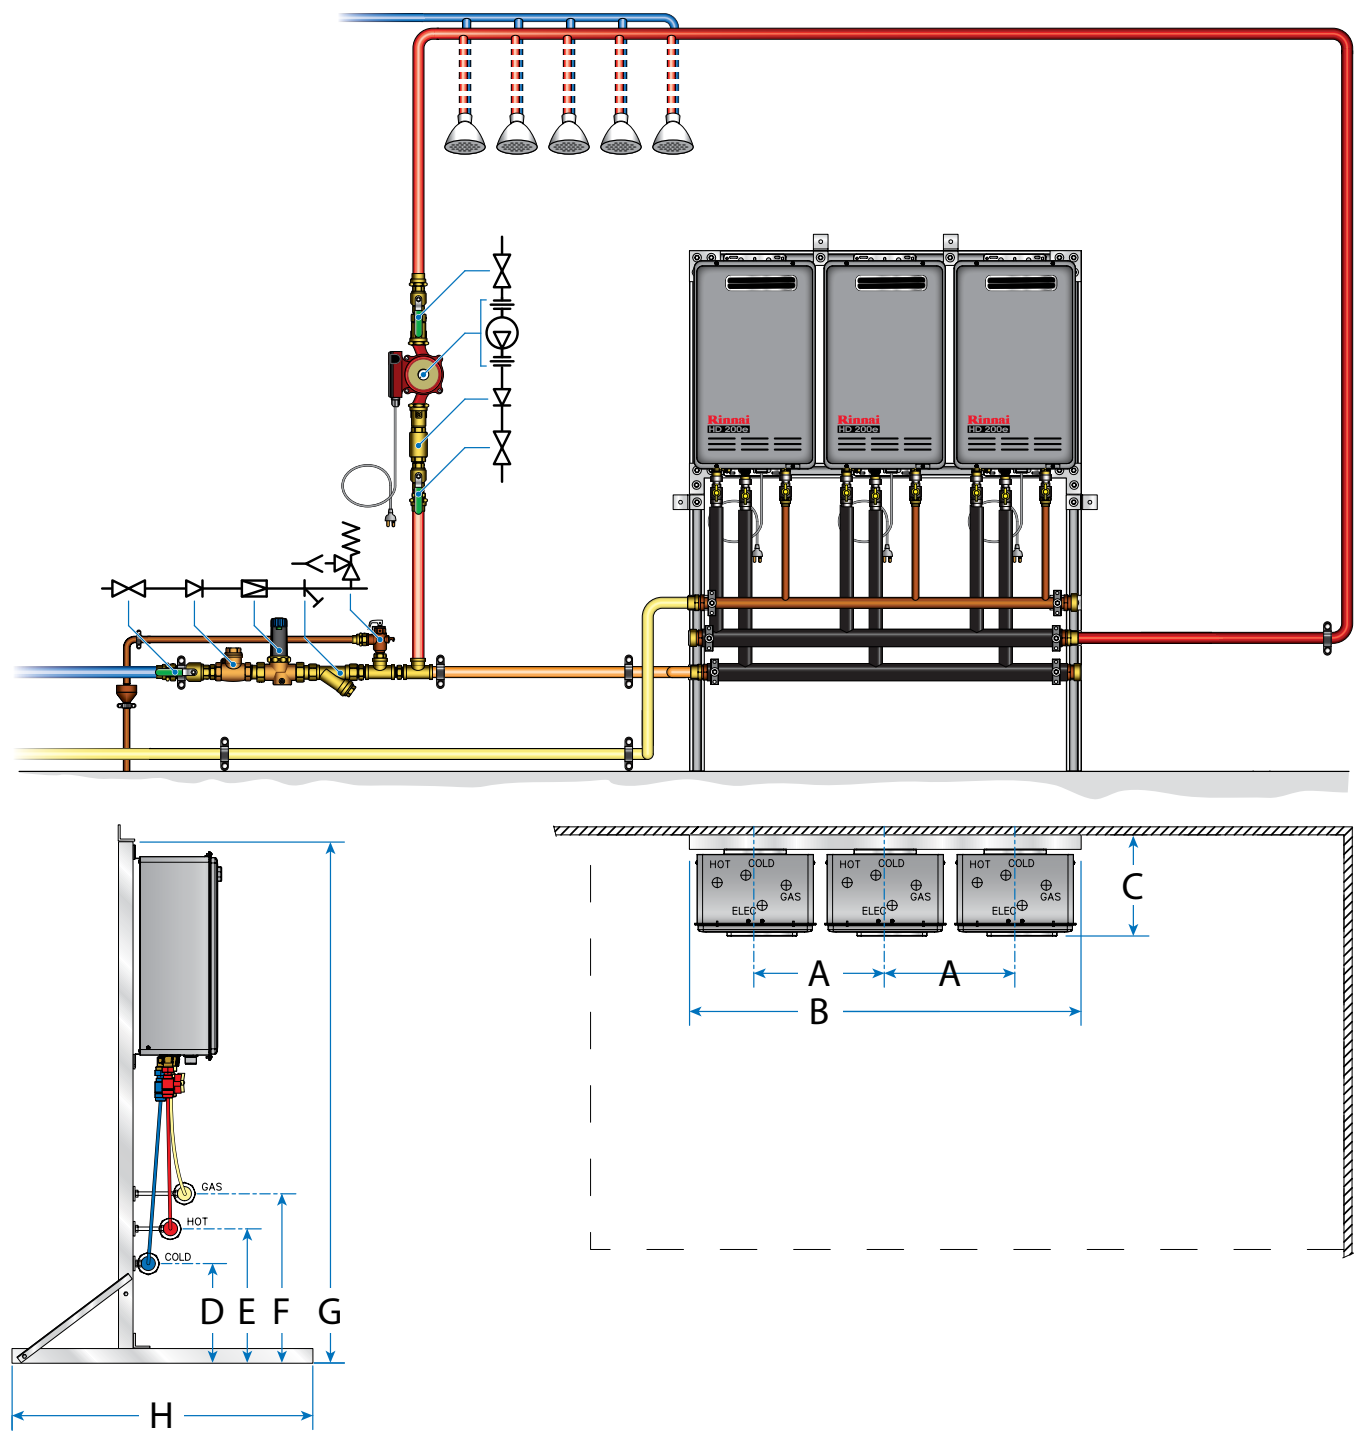 Rinnai
HD 200e
Rinnai
HD 200e
Rinnai
HD 200e
HOT COLD
GAS
ELEC
HOT COLD
GAS
ELEC
HOT COLD
GAS
ELEC
C
A A
B
GAS
HOT
COLD
D E F G
H